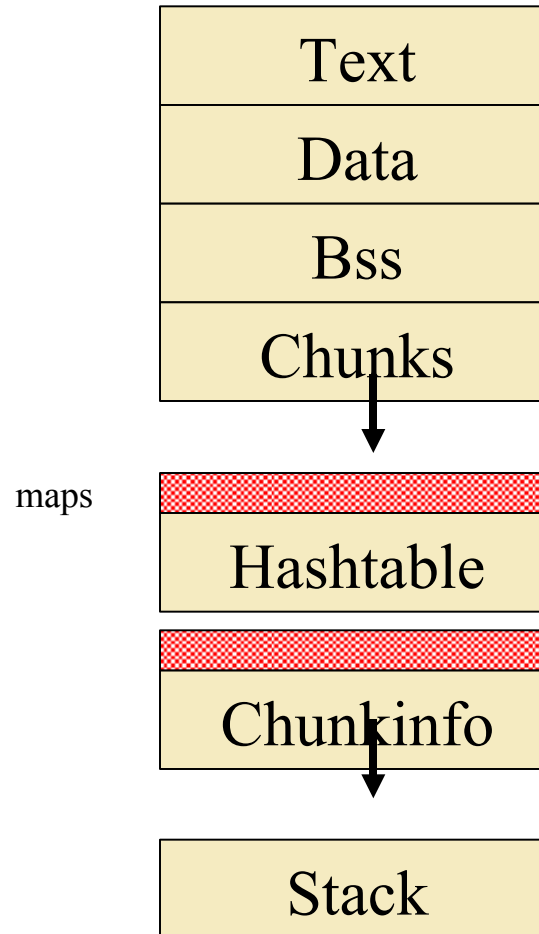 Text
Data
Bss
Chunks
maps
Hashtable
Chunkinfo
Stack